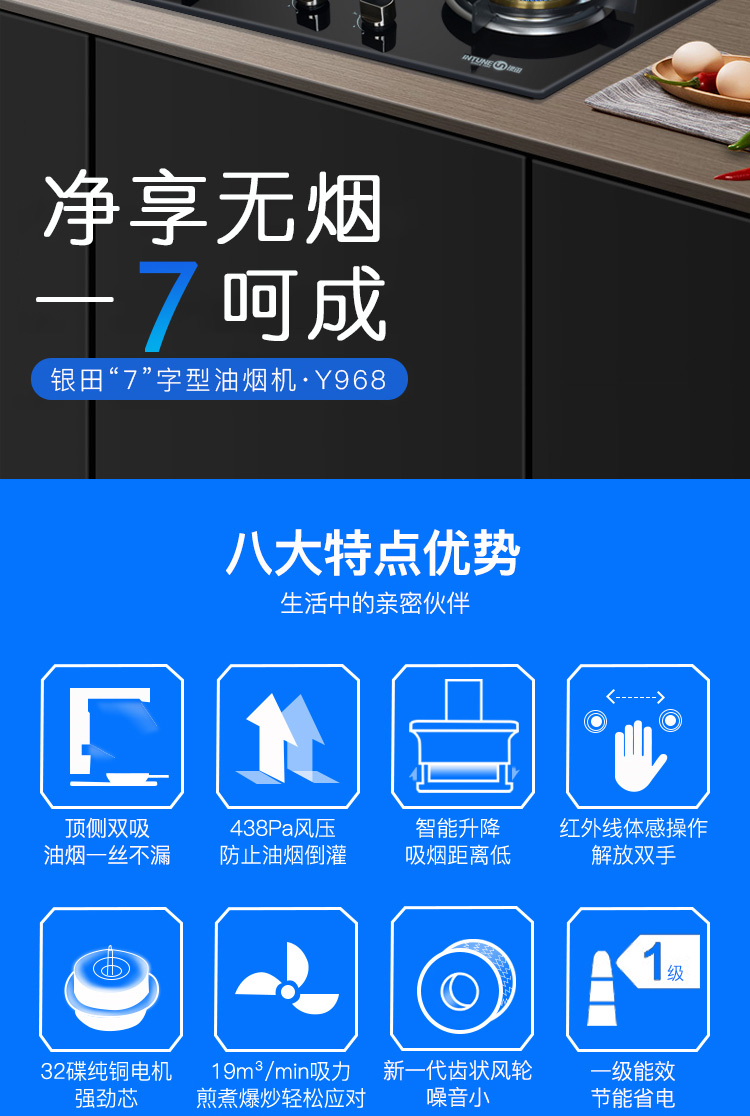 INTUNE 银田
净享无烟
一7呵成
银田“7”字型油烟机·Y968
八大特点优势
生活中的亲密伙伴
顶侧双吸
油烟一丝不漏
438Pa风压
防止油烟倒灌
智能升降
吸烟距离低
红外线体感操作
解放双手
1级
32碟纯铜电机
强劲芯
19m³/min吸力
煎煮爆炒轻松应对
新一代齿状风轮
噪音小
一级能效
节能省电